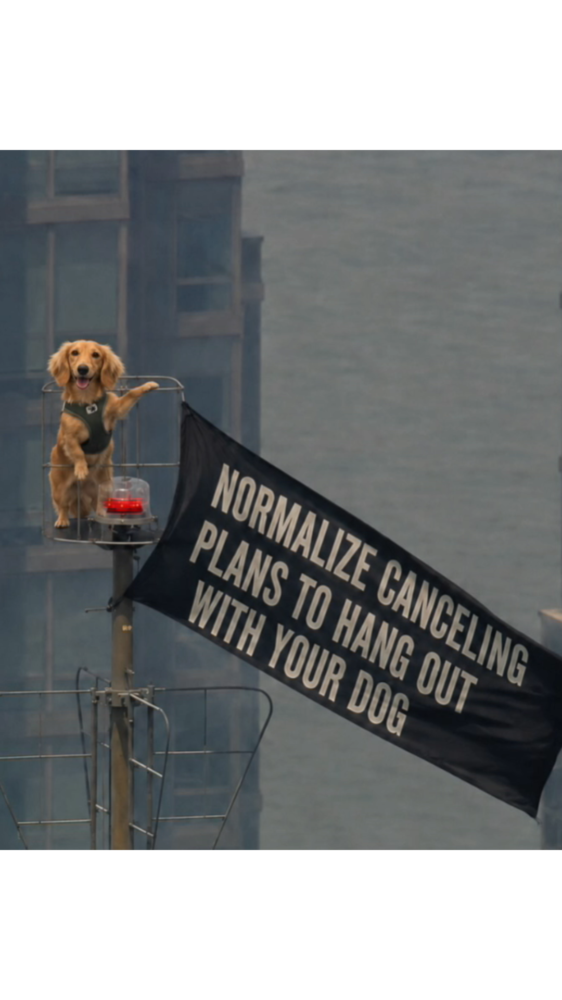 NORMALIZE CANCELING
PLANS TO HANG OUT
WITH YOUR DOG